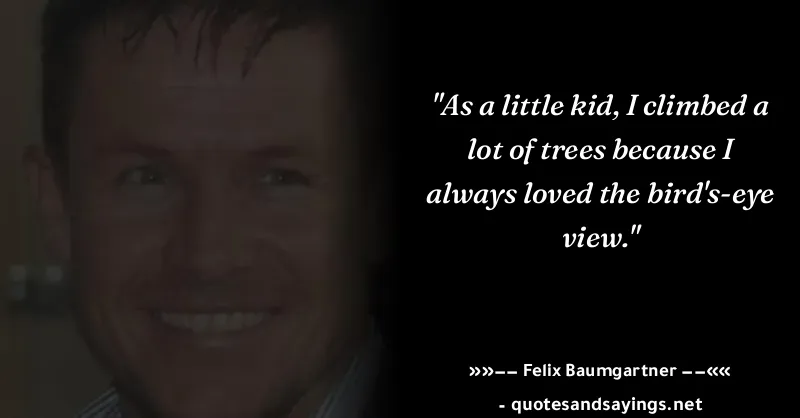 "As a little kid, I climbed a
lot of trees because I
always loved the bird's-eye
view."
»»−− Felix Baumgartner −−««
- quotesandsayings.net